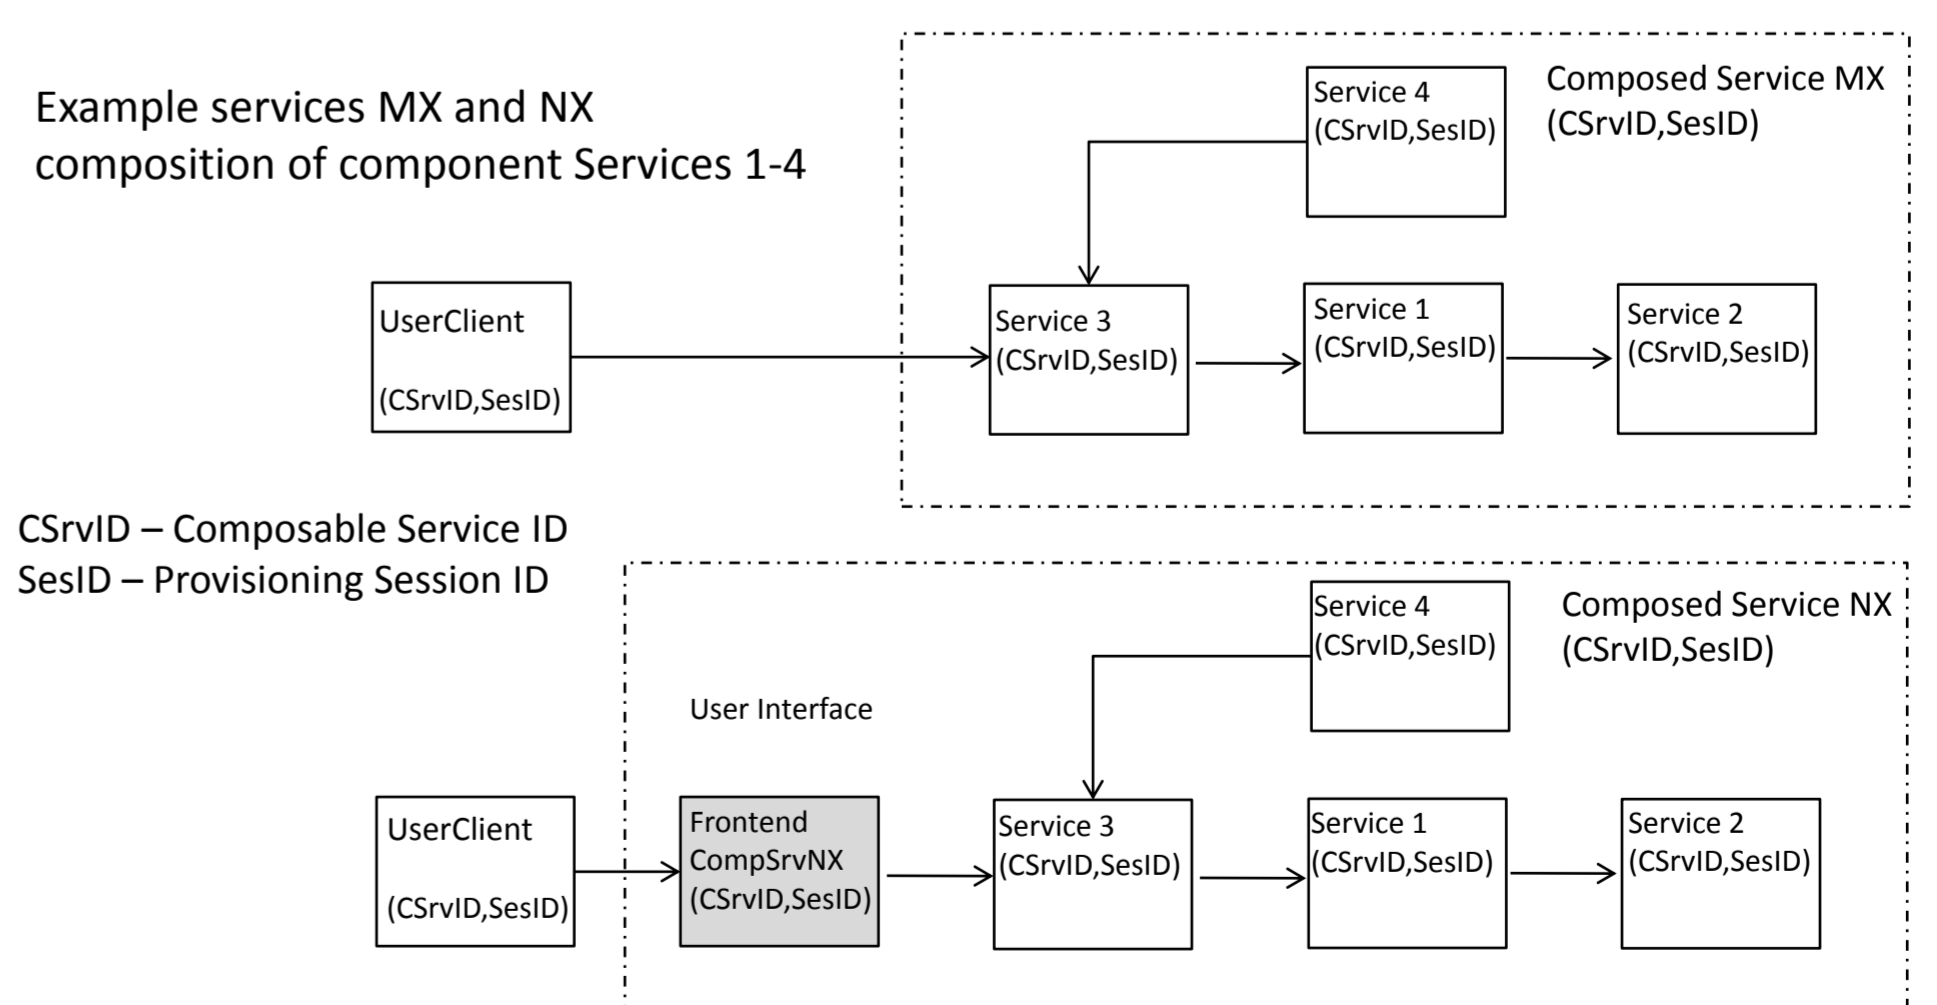 Example services MX and NX
composition of component Services 1-4
Service 4
(CSrvID,SesID)
Composed Service MX
(CSrvID,SesID)
UserClient
(CSrvID,SesID)
Service 3
(CSrvID,SesID)
Service 1
(CSrvID,SesID)
Service 2
(CSrvID,SesID)
CSrvID – Composable Service ID
SesID – Provisioning Session ID
Service 4
(CSrvID,SesID)
Composed Service NX
(CSrvID,SesID)
User Interface
UserClient
(CSrvID,SesID)
Frontend
CompSrvNX
(CSrvID,SesID)
Service 3
(CSrvID,SesID)
Service 1
(CSrvID,SesID)
Service 2
(CSrvID,SesID)